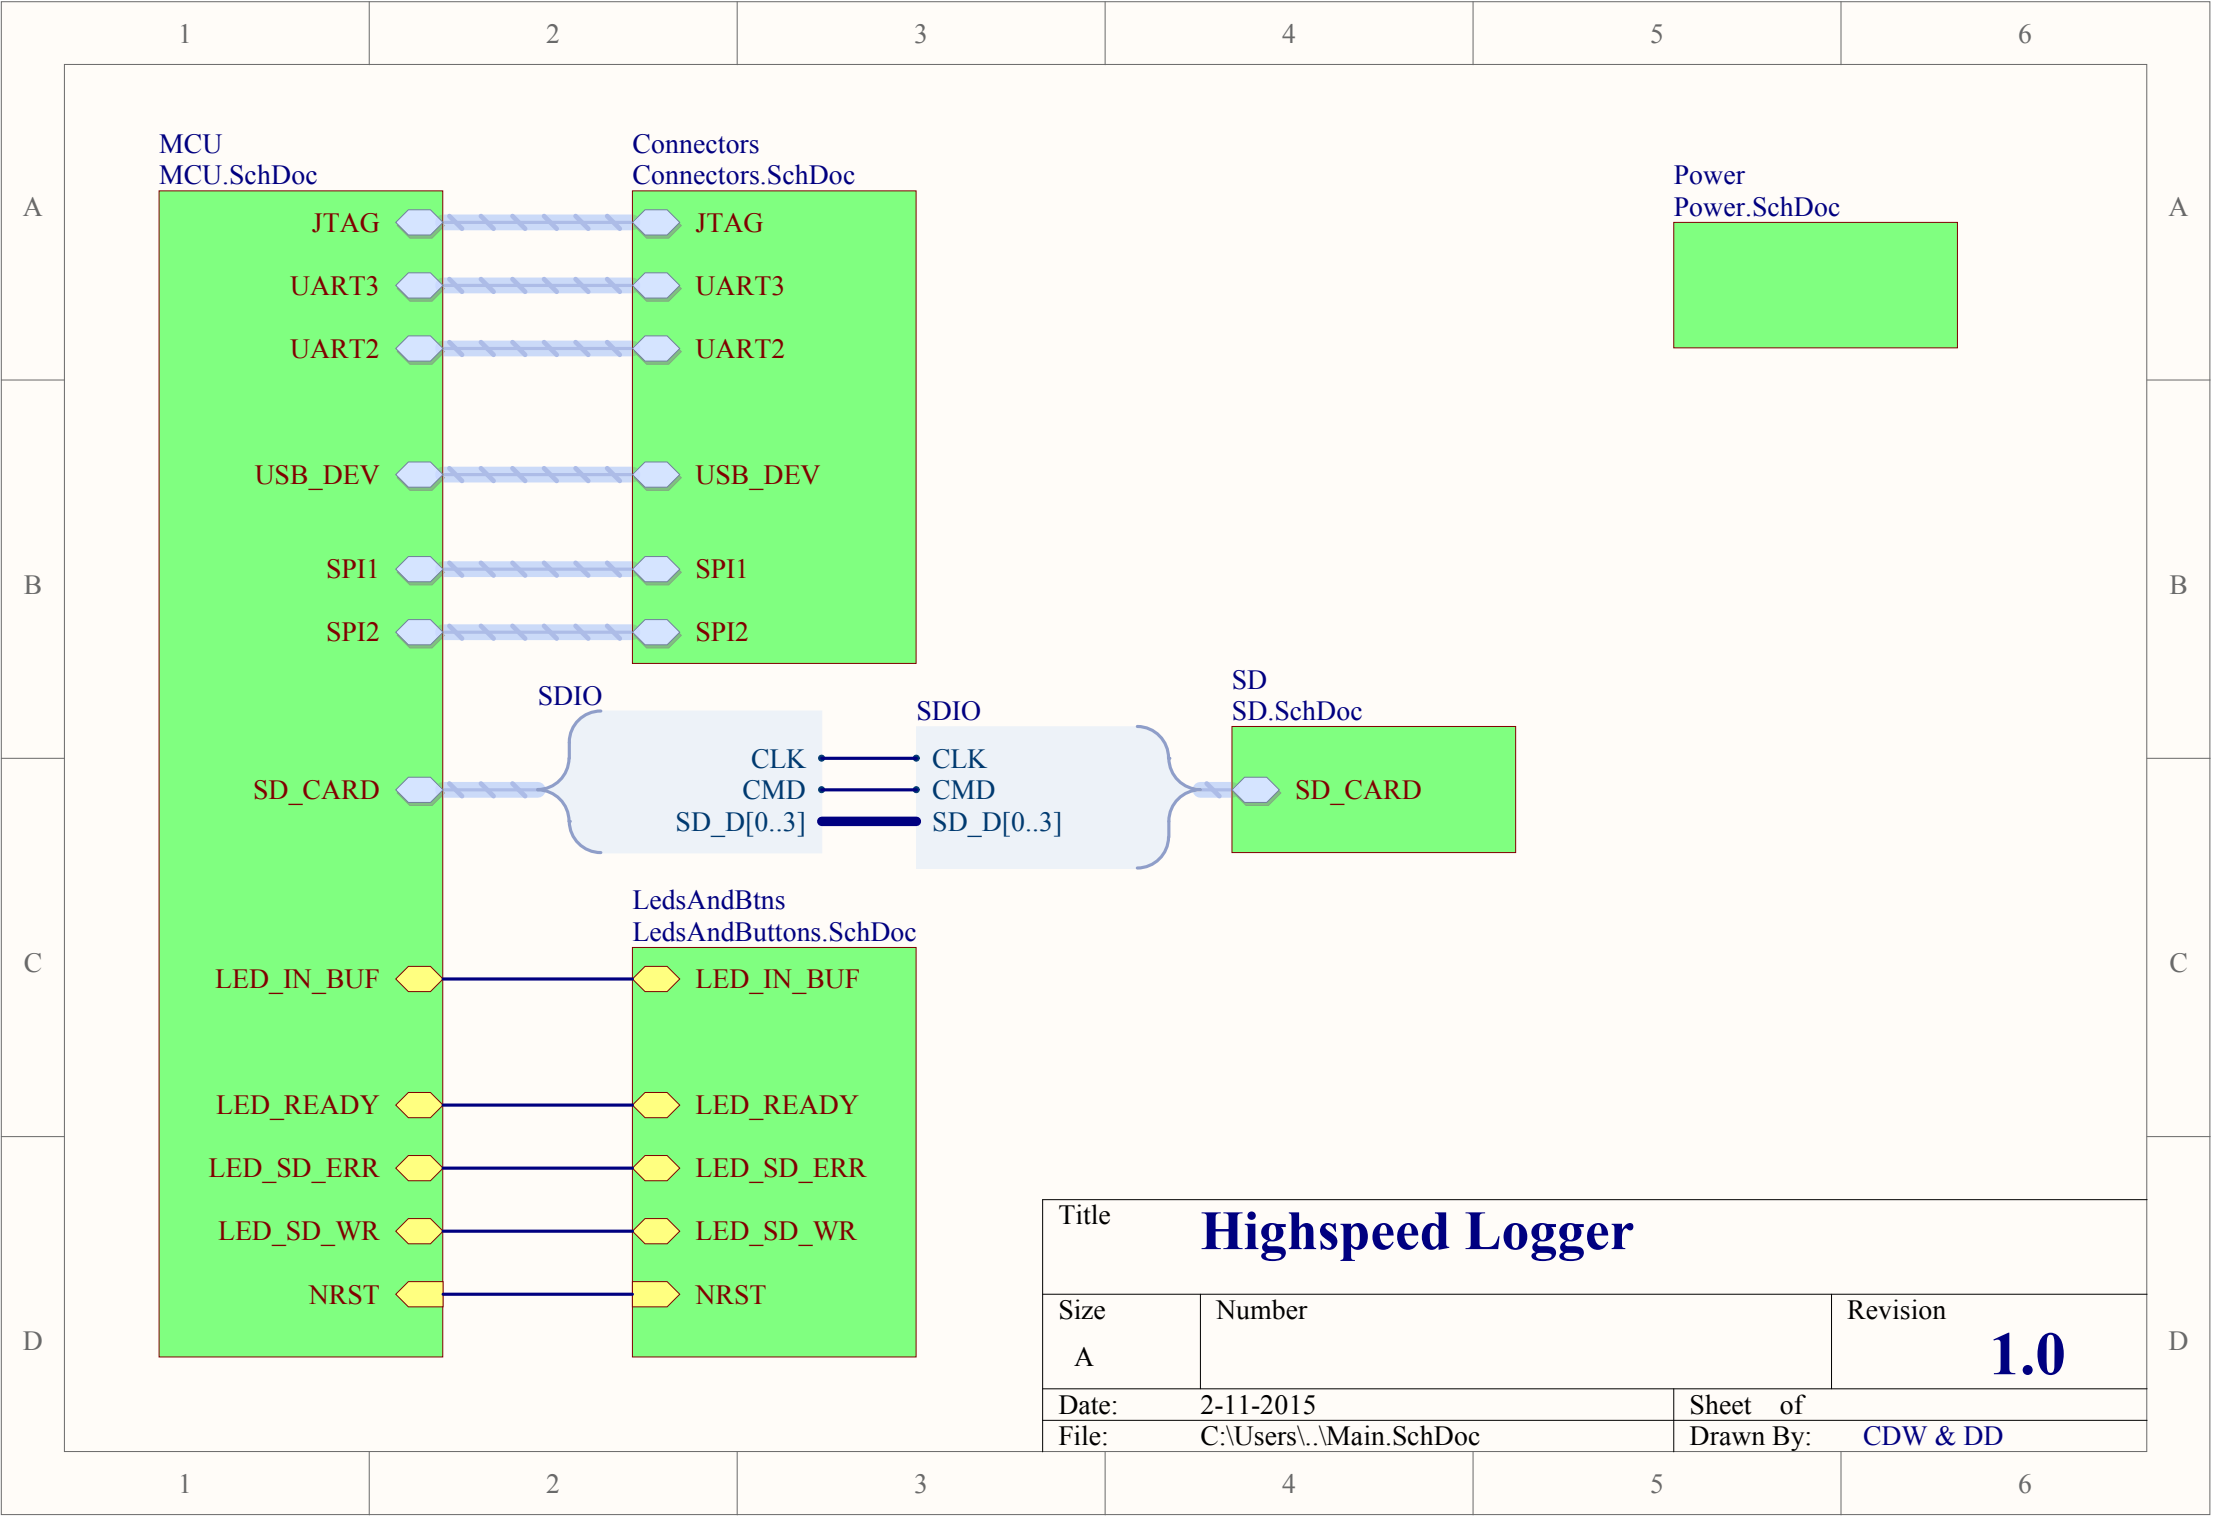 1 2 3 4 5 6
MCU
MCU.SchDoc
Connectors
Connectors.SchDoc
Power
Power.SchDoc
A A
JTAG JTAG
UART3 UART3
UART2 UART2
USB_DEV USB_DEV
SPI1 SPI1
B B
SPI2 SPI2
SDIO SDIO
SD
SD.SchDoc
CLK CLK
SD_CARD CMD CMD SD_CARD
SD_D[0..3] SD_D[0..3]
LedsAndBtns
LedsAndButtons.SchDoc
C C
LED_IN_BUF LED_IN_BUF
LED_READY LED_READY
LED_SD_ERR LED_SD_ERR
LED_SD_WR LED_SD_WR
NRST NRST
D D
Title Highspeed Logger
Size Number Revision
A 1.0
Date: 2-11-2015 Sheet of
File: C:\Users\..\Main.SchDoc Drawn By: CDW & DD
1 2 3 4 5 6